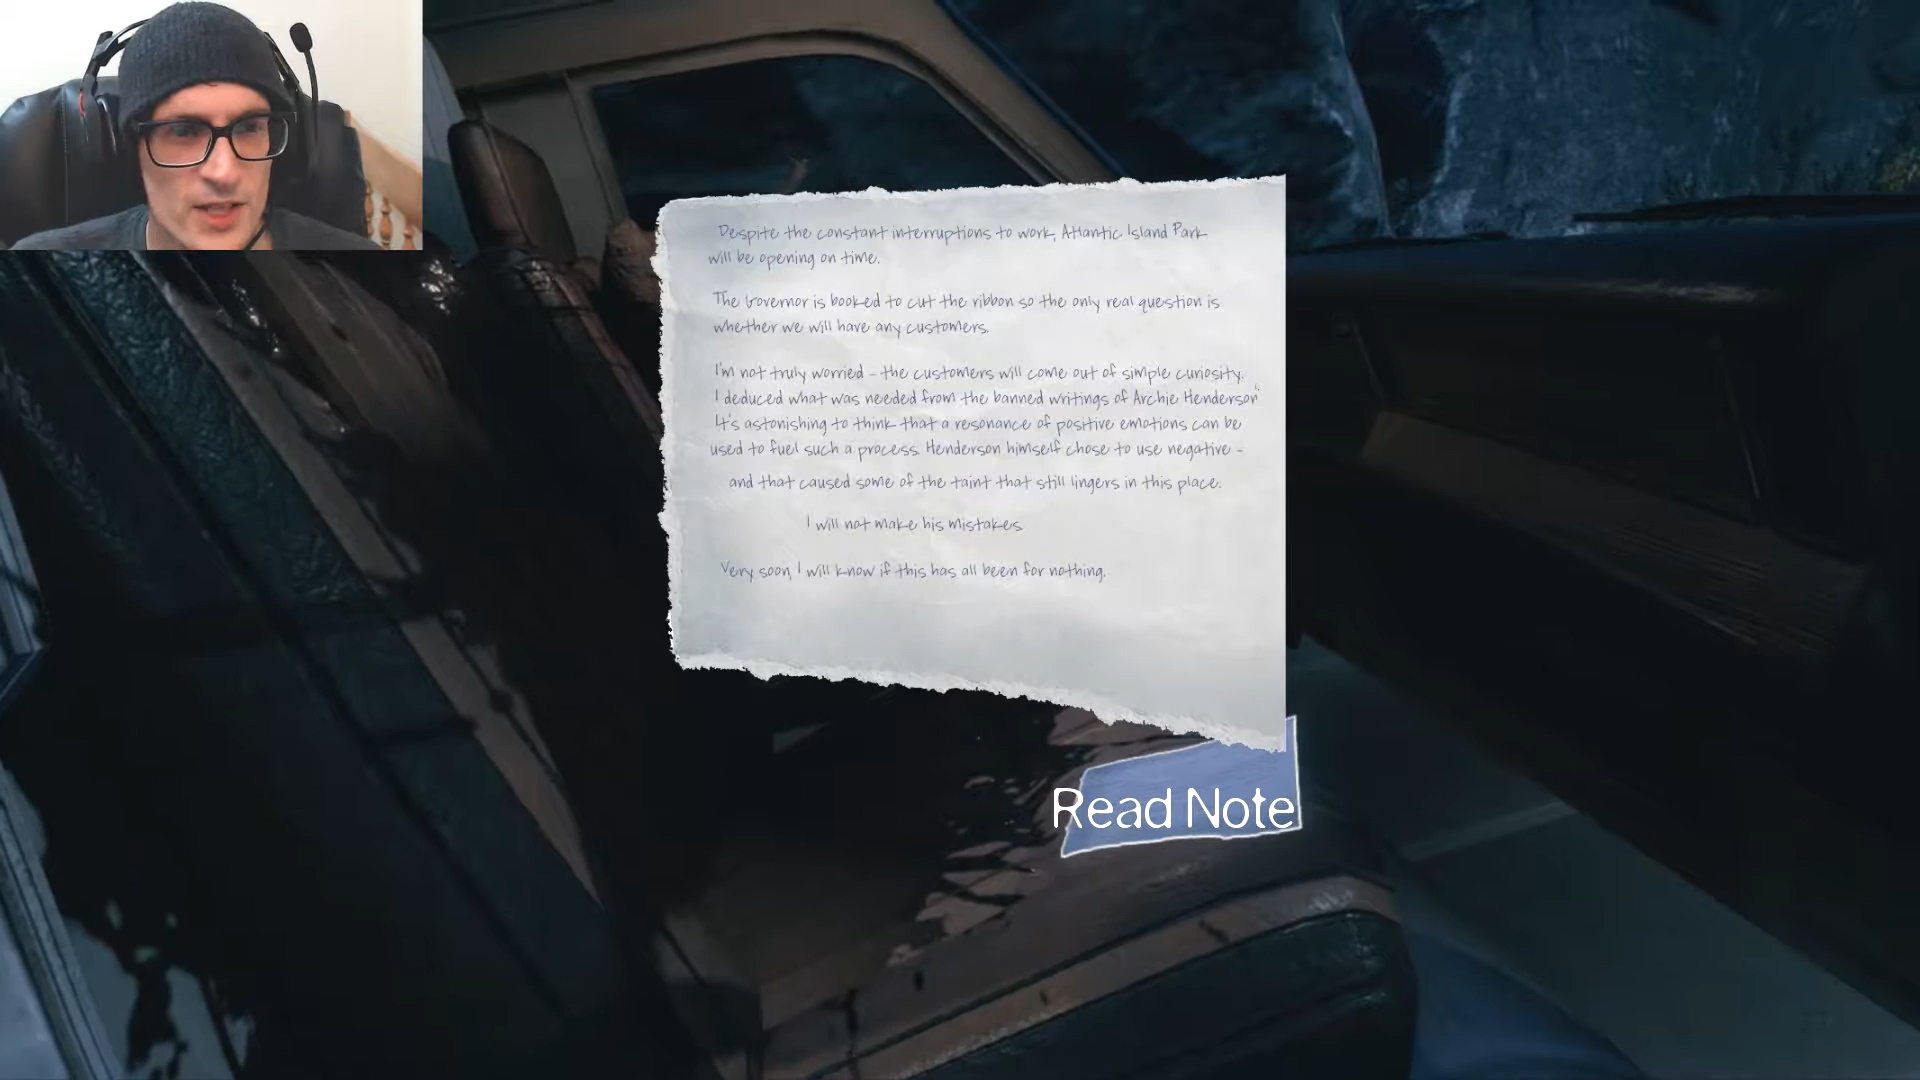 Despite the constant interruptions to work, Atlantic Island Park
will be opening on time.
The Governor is booked to cut the ribbon so the only real question is
whether we will have any customers.
I'm not truly worried - the customers will come out of simple curiosity.
I deduced what was needed from the banned writings of Archie Henderson.
It's astonishing to think that a resonance of positive emotions can be
used to fuel such a process. Henderson himself chose to use negative -
and that caused some of the taint that still lingers in this place.
I will not make his mistakes.
Very soon, I will know if this has all been for nothing.
Read Note